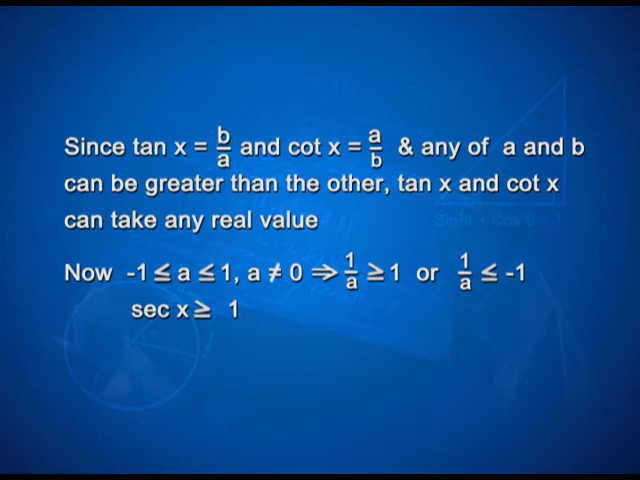 Since tan x = b/a and cot x = a/b & any of a and b
can be greater than the other, tan x and cot x
can take any real value
Now -1 ≤ a ≤ 1, a ≠ 0 ⇒ 1/a ≥ 1 or 1/a ≤ -1
sec x ≥ 1